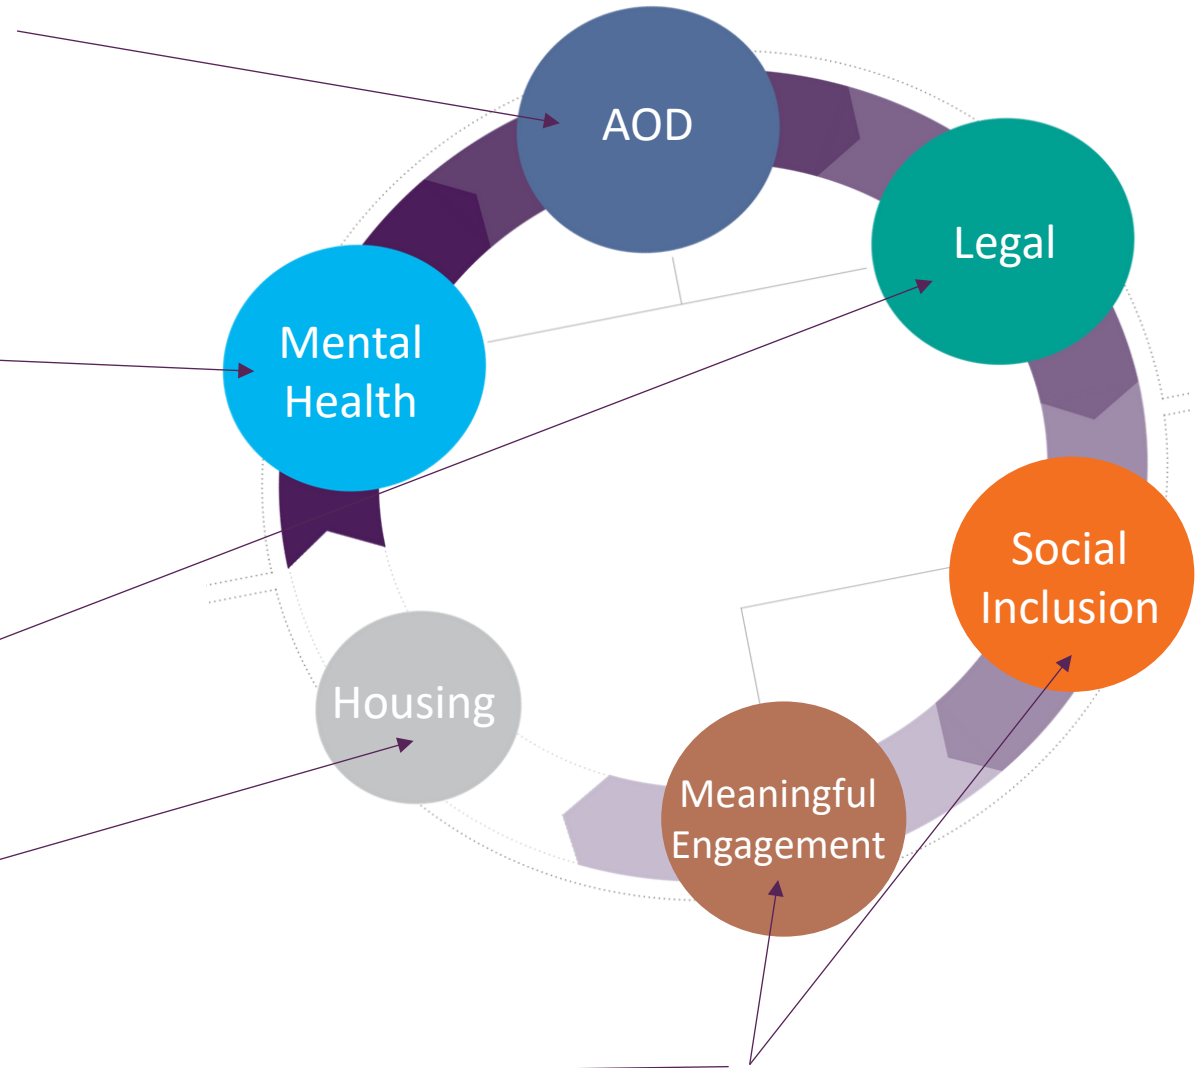 AOD
Legal
Mental
Health
Social
Inclusion
Housing
Meaningful
Engagement